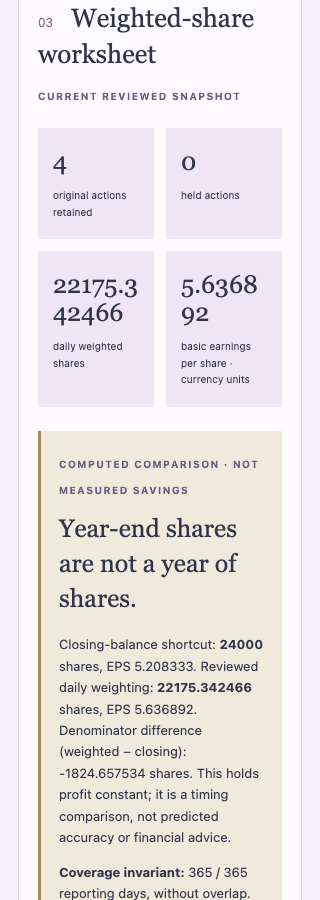 03 Weighted-share
worksheet
CURRENT REVIEWED SNAPSHOT
4
original actions
retained
0
held actions
22175.3
42466
daily weighted
shares
5.6368
92
basic earnings
per share ·
currency units
COMPUTED COMPARISON · NOT
MEASURED SAVINGS
Year-end shares
are not a year of
shares.
Closing-balance shortcut: 24000
shares, EPS 5.208333. Reviewed
daily weighting: 22175.342466
shares, EPS 5.636892.
Denominator difference
(weighted − closing):
-1824.657534 shares. This holds
profit constant; it is a timing
comparison, not predicted
accuracy or financial advice.
Coverage invariant: 365 / 365
reporting days, without overlap.